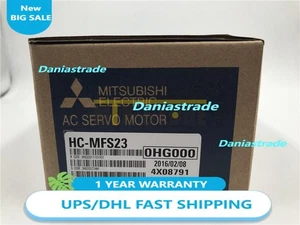 New
BIG SALE
Daniastrade
MITSUBISHI
ELECTRIC
Daniastrade
AC SERVO MOTOR
HC-MFS23
0HG000
2016/02/08
4X08791
1 YEAR WARRANTY
UPS/DHL FAST SHIPPING
Daniastrade